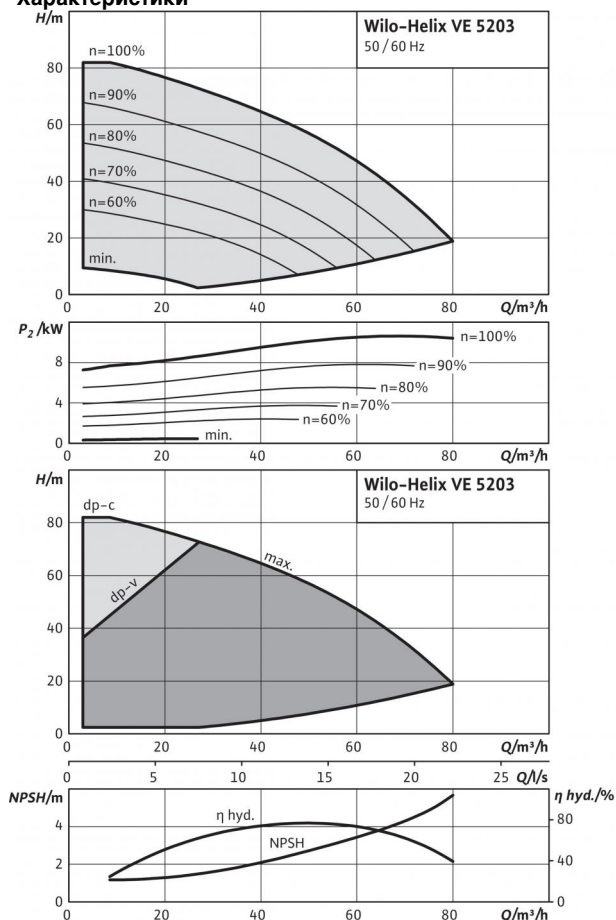 Характеристики
H/m
Wilo-Helix VE 5203
50 / 60 Hz
n=100%
80
n=90%
60
n=80%
40
n=70%
n=60%
20
min.
0
0 20 40 60 80 Q/m³/h
P₂ /kW
n=100%
8
n=90%
n=80%
4
n=70%
n=60%
min.
0
0 20 40 60 80 Q/m³/h
H/m
Wilo-Helix VE 5203
50 / 60 Hz
dp-c
80
max.
60
dp-v
40
20
0
0 20 40 60 80 Q/m³/h
0 5 10 15 20 25 Q/l/s
NPSH/m
η hyd./%
η hyd.
4
80
NPSH
2
40
0
0
0 20 40 60 80 Q/m³/h